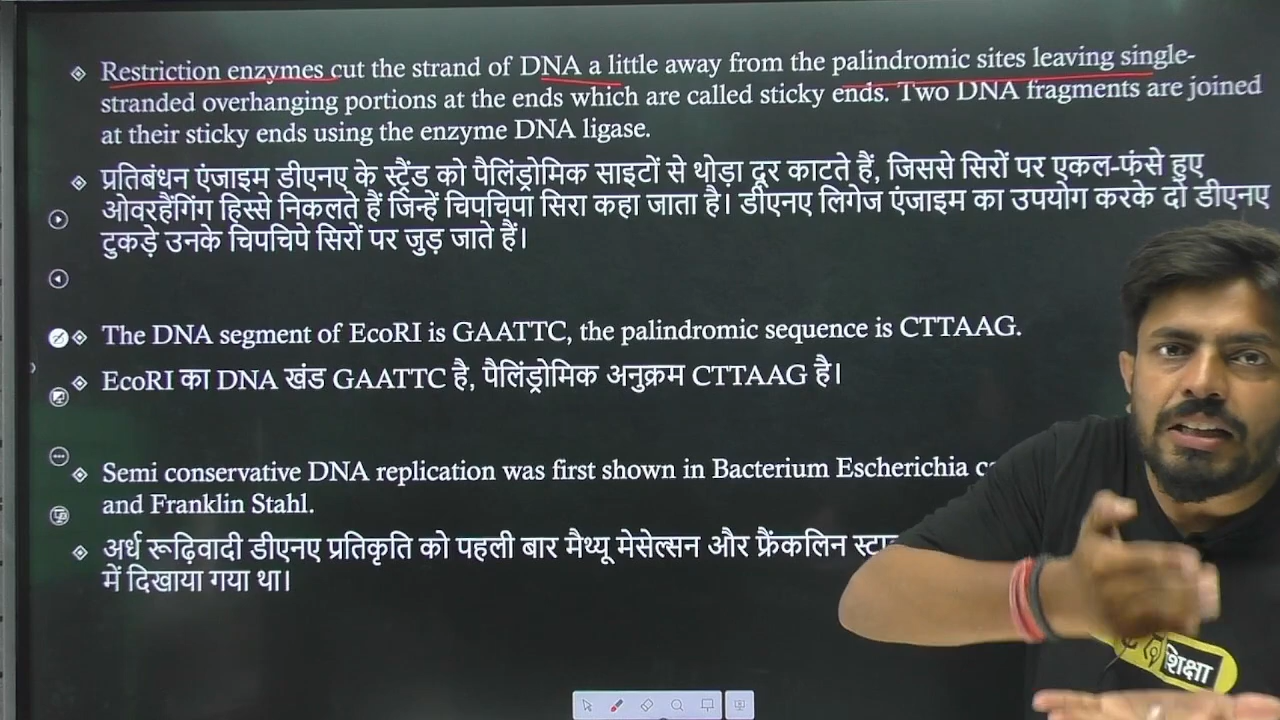 Restriction enzymes cut the strand of DNA a little away from the palindromic sites leaving single-
stranded overhanging portions at the ends which are called sticky ends. Two DNA fragments are joined
at their sticky ends using the enzyme DNA ligase.
प्रतिबंधन एंजाइम डीएनए के स्ट्रैंड को पैलिंड्रोमिक साइटों से थोड़ा दूर काटते हैं, जिससे सिरों पर एकल-फंसे हुए
ओवरहैंगिंग हिस्से निकलते हैं जिन्हें चिपचिपा सिरा कहा जाता है। डीएनए लिगेज एंजाइम का उपयोग करके दो डीएनए
टुकड़े उनके चिपचिपे सिरों पर जुड़ जाते हैं।
The DNA segment of EcoRI is GAATTC, the palindromic sequence is CTTAAG.
EcoRI का DNA खंड GAATTC है, पैलिंड्रोमिक अनुक्रम CTTAAG है।
Semi conservative DNA replication was first shown in Bacterium Escherichia
and Franklin Stahl.
अर्ध रूढ़िवादी डीएनए प्रतिकृति को पहली बार मैथ्यू मेसेल्सन और फ्रैंकलिन
में दिखाया गया था।
शिक्षा